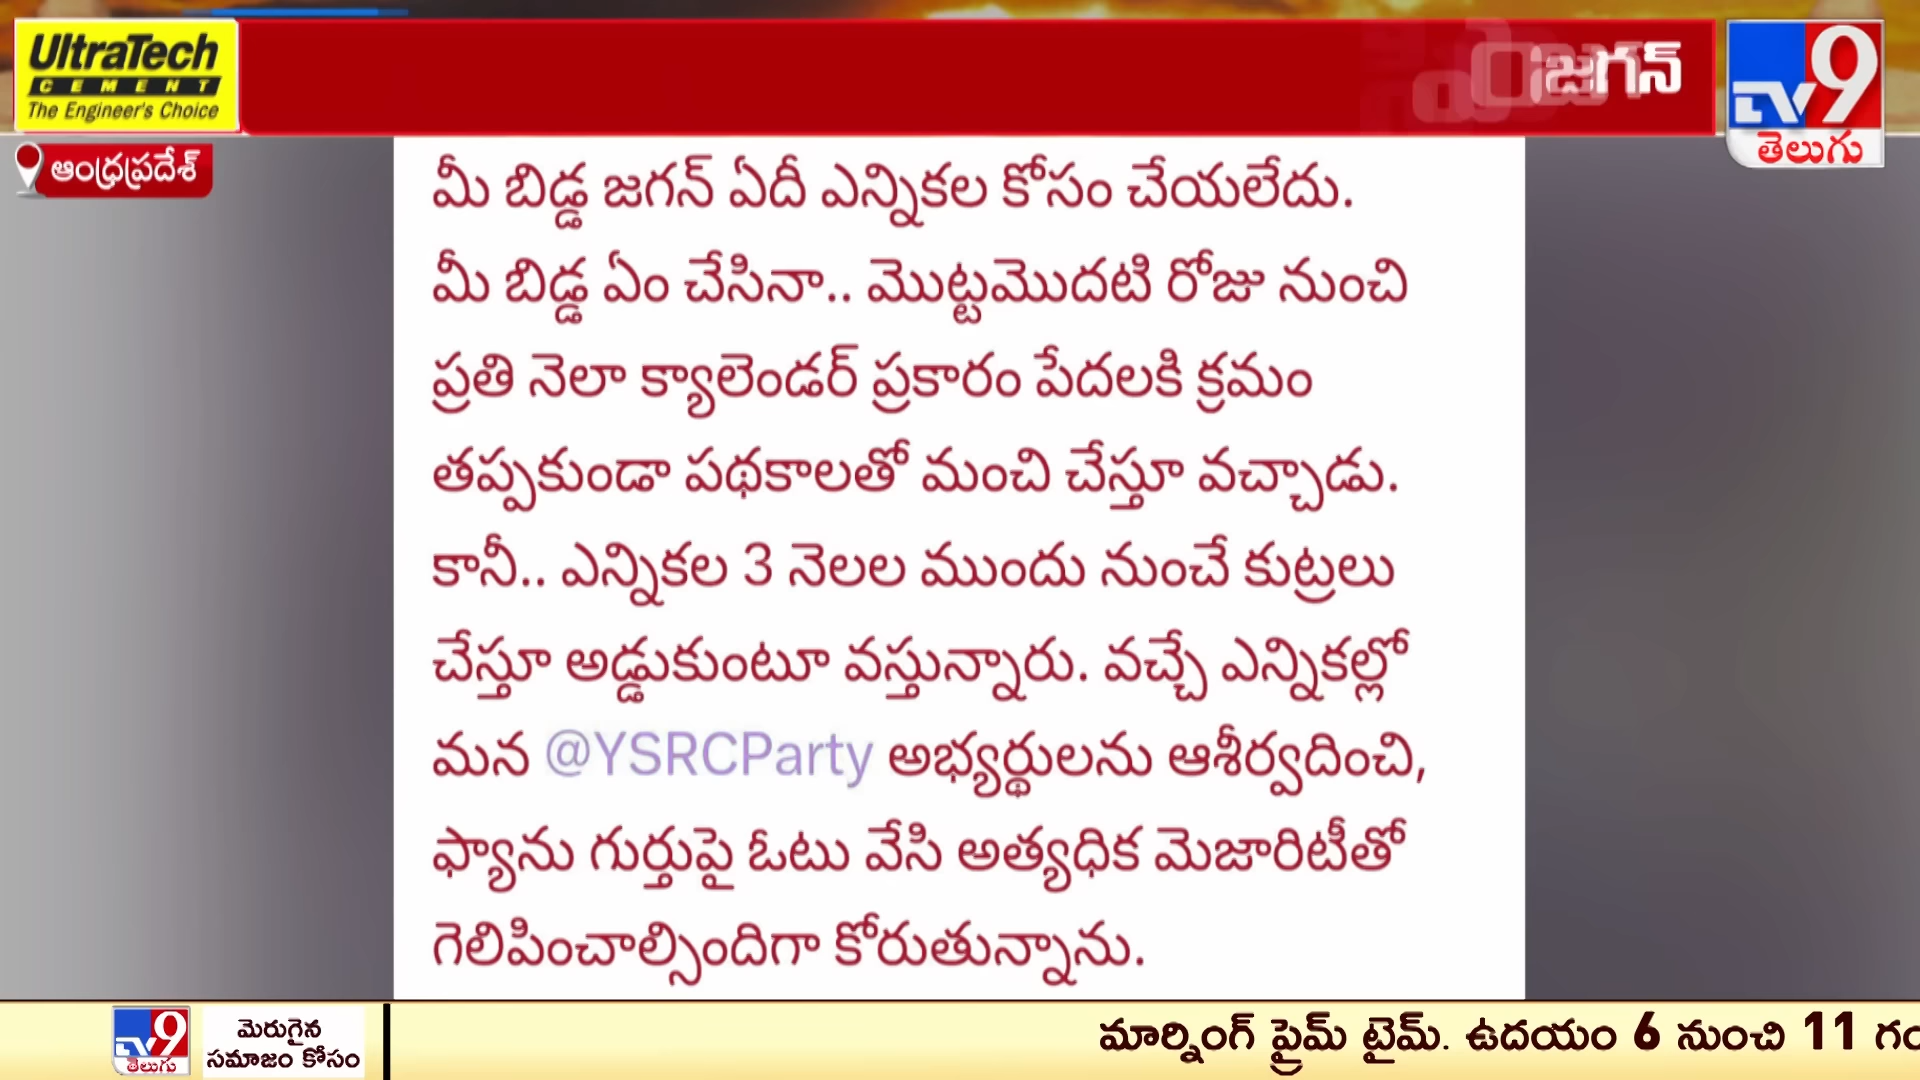 UltraTech
CEMENT
The Engineer's Choice
జగన్
TV9
తెలుగు
ఆంధ్రప్రదేశ్
మీ బిడ్డ జగన్ ఏదీ ఎన్నికల కోసం చేయలేదు.
మీ బిడ్డ ఏం చేసినా.. మొట్టమొదటి రోజు నుంచి
ప్రతి నెలా క్యాలెండర్ ప్రకారం పేదలకి క్రమం
తప్పకుండా పథకాలతో మంచి చేస్తూ వచ్చాడు.
కానీ.. ఎన్నికల 3 నెలల ముందు నుంచే కుట్రలు
చేస్తూ అడ్డుకుంటూ వస్తున్నారు. వచ్చే ఎన్నికల్లో
మన @YSRCParty అభ్యర్థులను ఆశీర్వదించి,
ఫ్యాను గుర్తుపై ఓటు వేసి అత్యధిక మెజారిటీతో
గెలిపించాల్సిందిగా కోరుతున్నాను.
TV9
తెలుగు
మెరుగైన
సమాజం కోసం
మార్నింగ్ ప్రైమ్ టైమ్. ఉదయం 6 నుంచి 11 గం